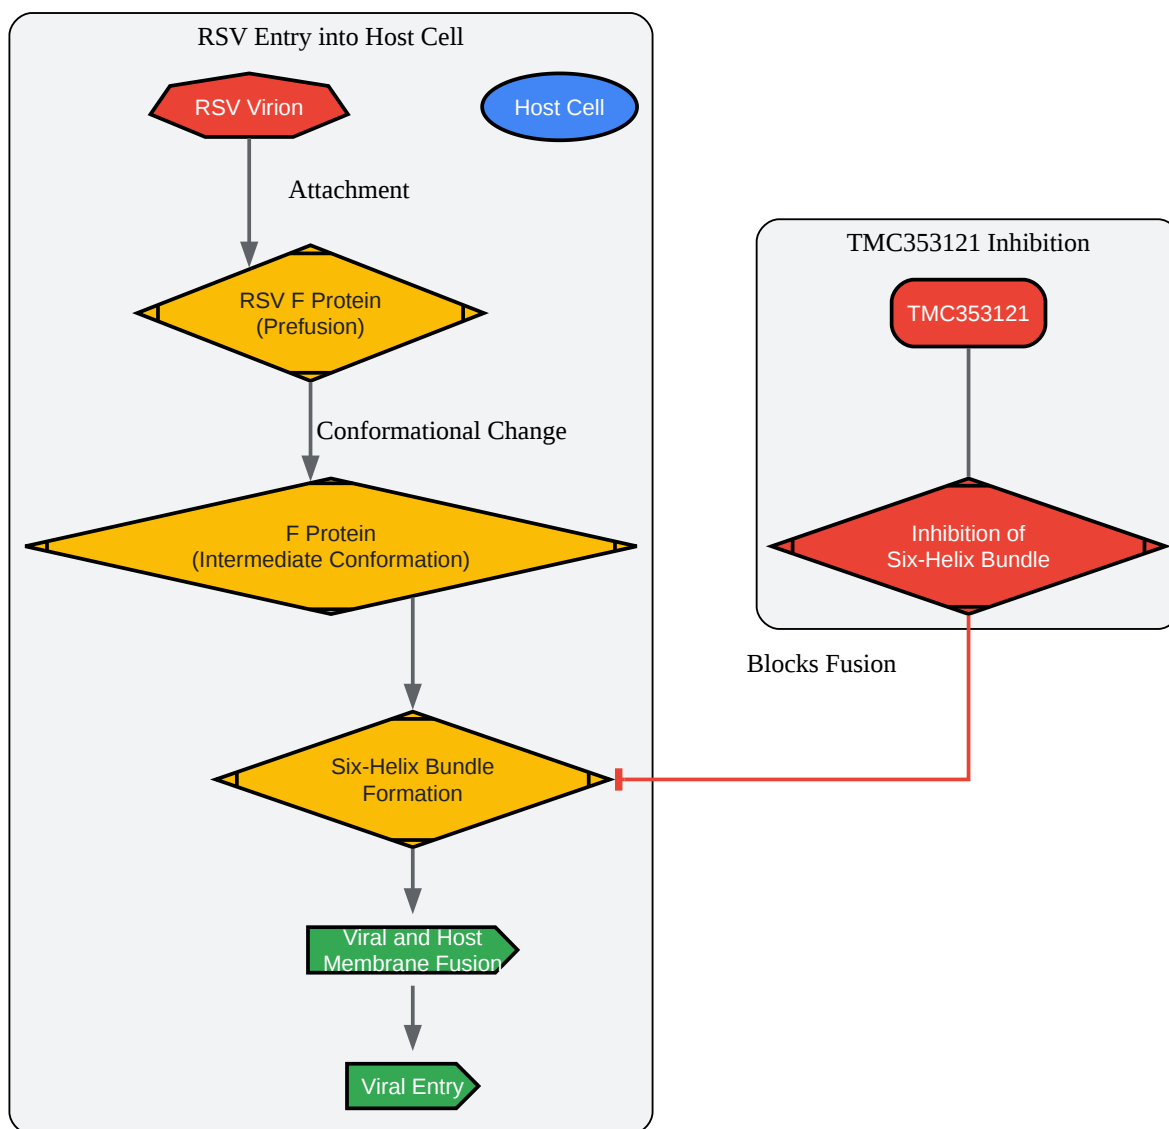 RSV Entry into Host Cell
RSV Virion
Host Cell
Attachment
RSV F Protein
(Prefusion)
Conformational Change
F Protein
(Intermediate Conformation)
Six-Helix Bundle
Formation
Viral and Host
Membrane Fusion
Viral Entry
TMC353121 Inhibition
TMC353121
Inhibition of
Six-Helix Bundle
Blocks Fusion